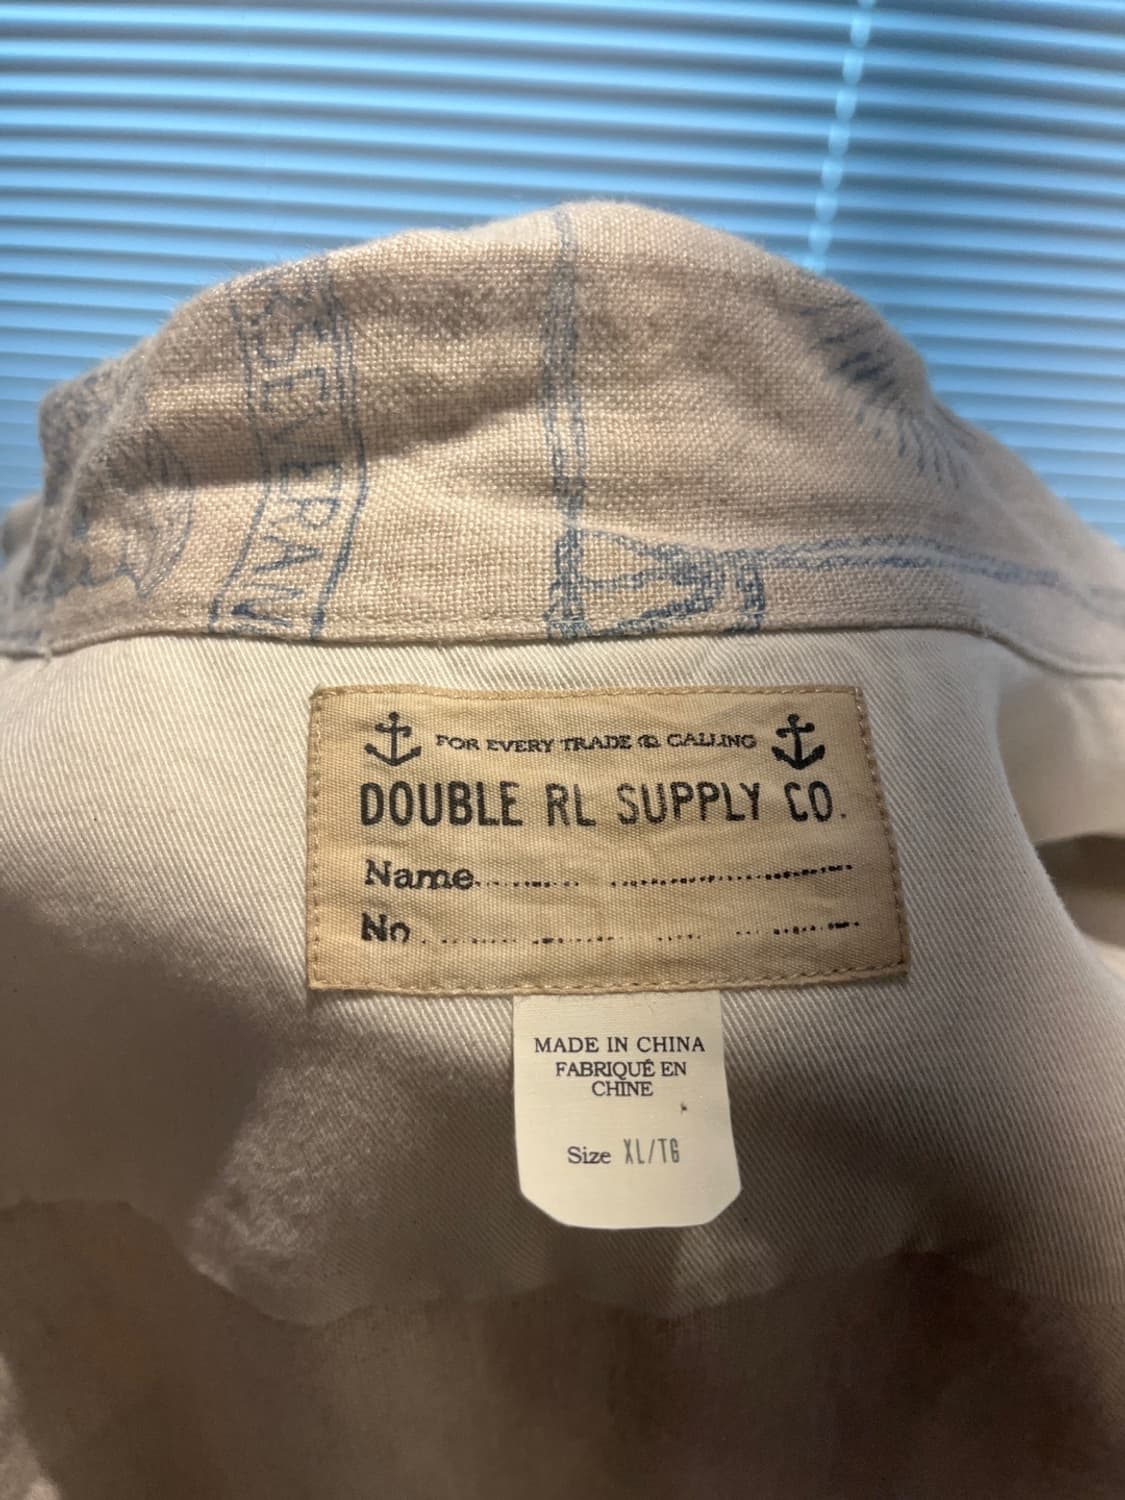 SEVERAN
FOR EVERY TRADE & CALLING
DOUBLE RL SUPPLY CO.
Name
No
MADE IN CHINA
FABRIQUÉ EN
CHINE
Size XL/TG